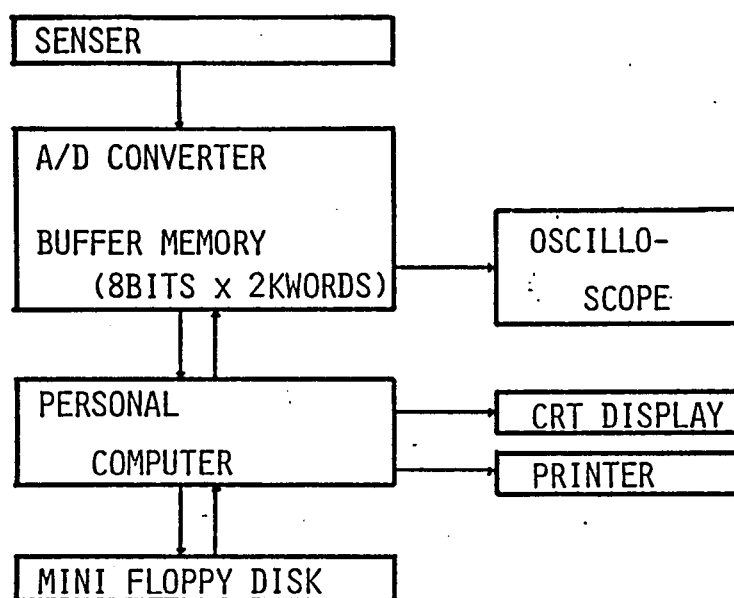 SENSER
A/D CONVERTER
BUFFER MEMORY
(8BITS x 2KWORDS)
OSCILLO-
SCOPE
PERSONAL
COMPUTER
CRT DISPLAY
PRINTER
MINI FLOPPY DISK